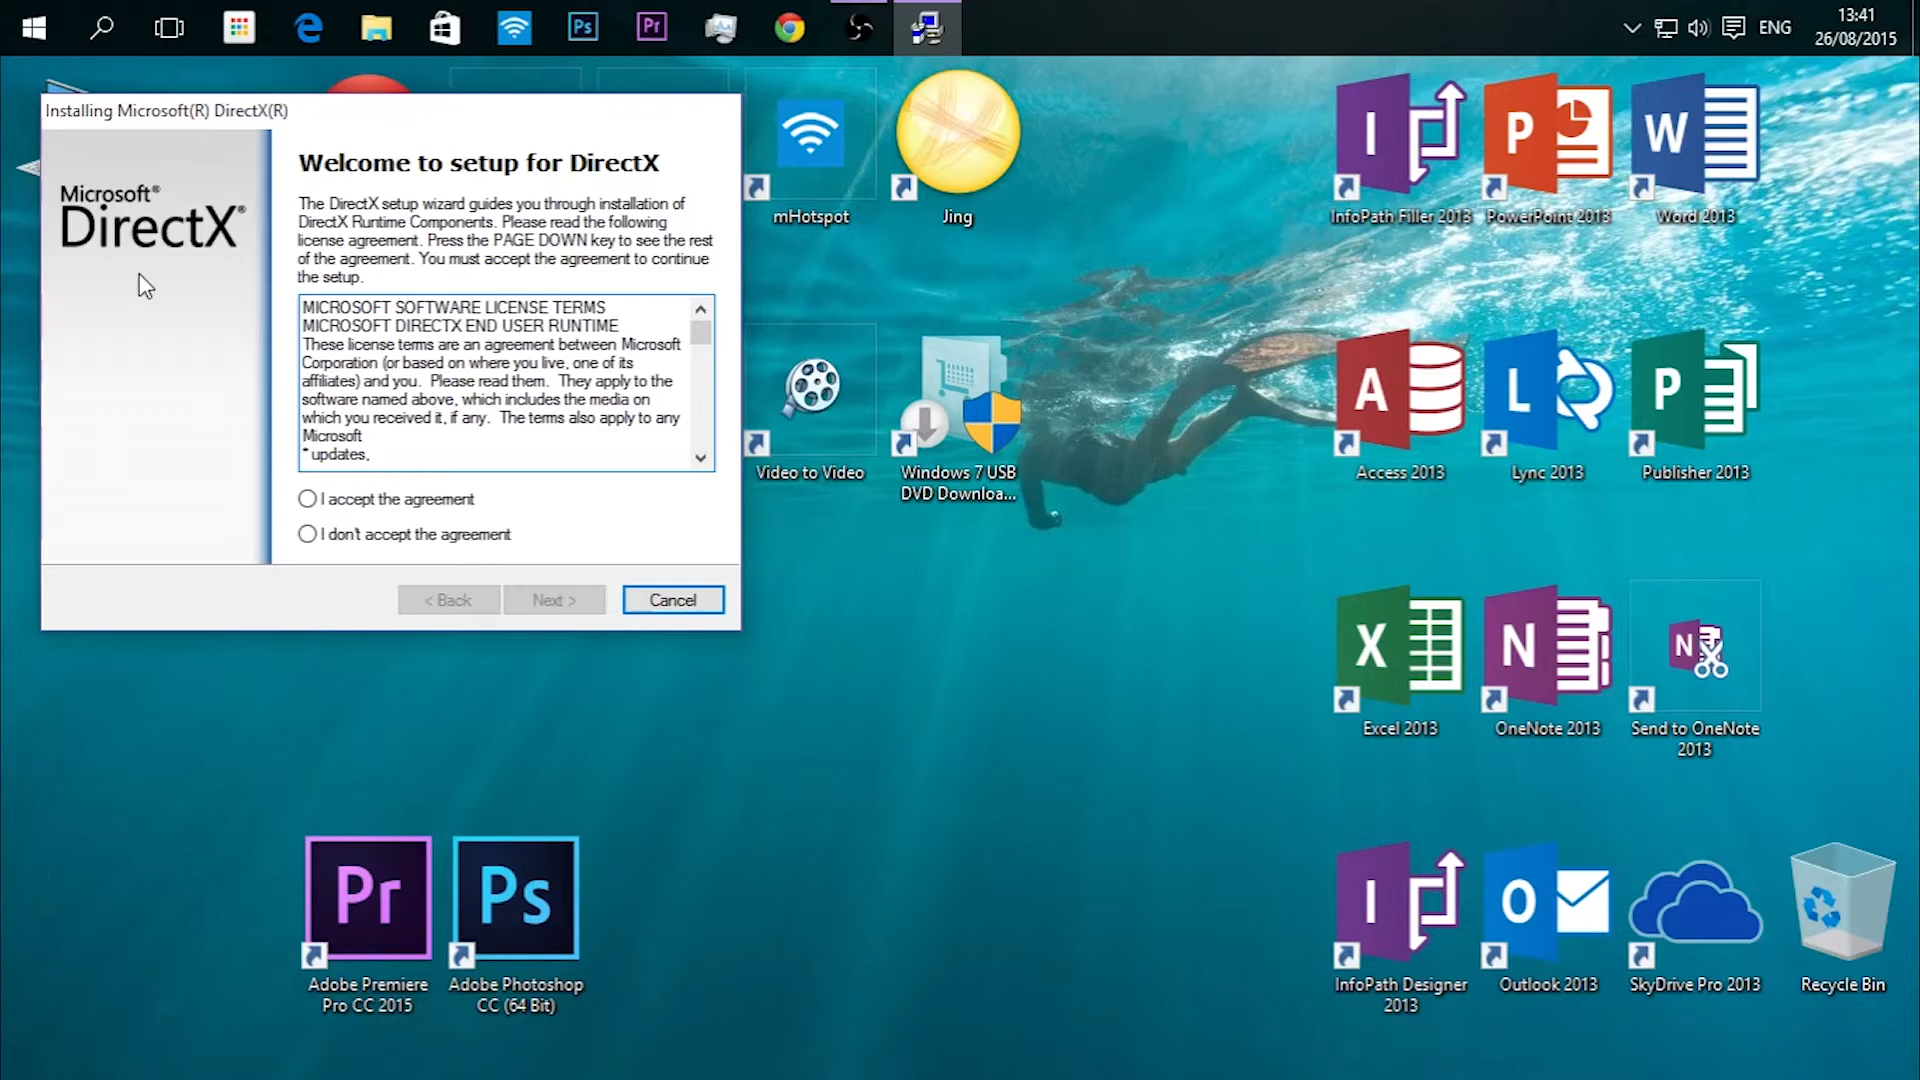 Ps
Pr
ENG
13:41
26/08/2015
Installing Microsoft(R) DirectX(R)
Microsoft®
DirectX®
Welcome to setup for DirectX
The DirectX setup wizard guides you through installation of
DirectX Runtime Components. Please read the following
license agreement. Press the PAGE DOWN key to see the rest
of the agreement. You must accept the agreement to continue
the setup.
MICROSOFT SOFTWARE LICENSE TERMS
MICROSOFT DIRECTX END USER RUNTIME
These license terms are an agreement between Microsoft
Corporation (or based on where you live, one of its
affiliates) and you. Please read them. They apply to the
software named above, which includes the media on
which you received it, if any. The terms also apply to any
Microsoft
* updates,
I accept the agreement
I don't accept the agreement
< Back
Next >
Cancel
mHotspot
Jing
I
InfoPath Filler 2013
P
PowerPoint 2013
W
Word 2013
Video to Video
Windows 7 USB
DVD Downloa...
A
Access 2013
L
Lync 2013
P
Publisher 2013
X
Excel 2013
N
OneNote 2013
N
Send to OneNote
2013
Pr
Adobe Premiere
Pro CC 2015
Ps
Adobe Photoshop
CC (64 Bit)
I
InfoPath Designer
2013
O
Outlook 2013
SkyDrive Pro 2013
Recycle Bin